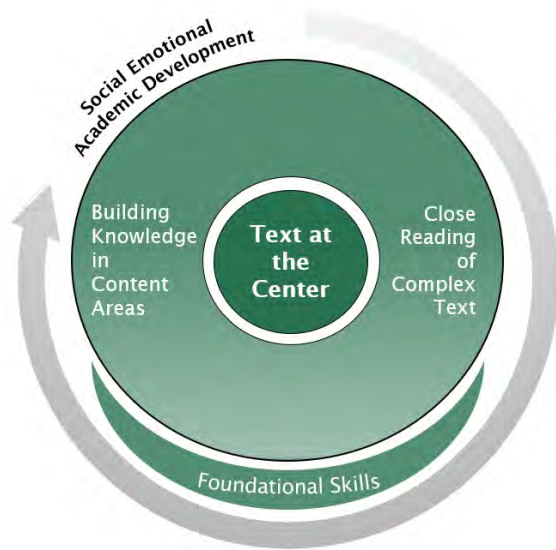 Social Emotional
Academic Development
Building
Knowledge
in
Content
Areas
Text at
the
Center
Close
Reading
of
Complex
Text
Foundational Skills